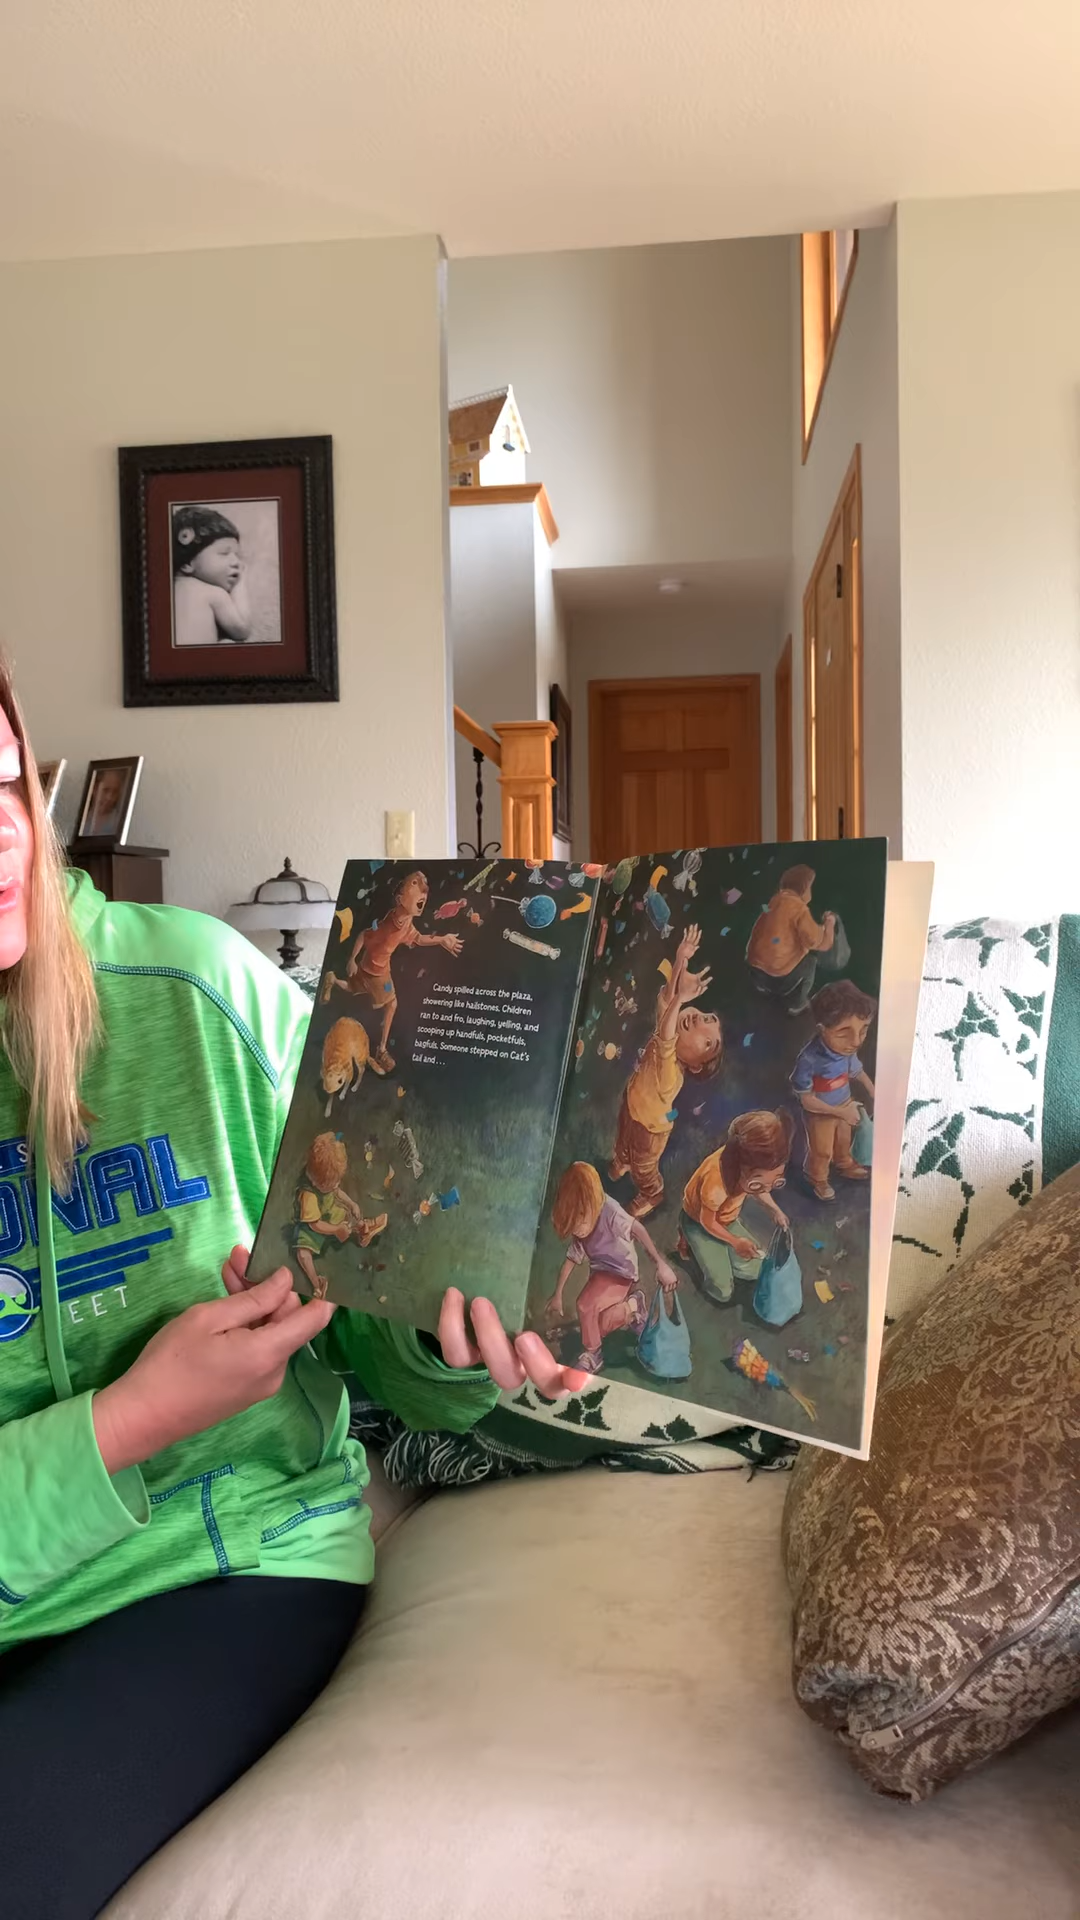 Candy spilled across the plaza,
showering like hailstones. Children
ran to and fro, laughing, yelling, and
scooping up handfuls, pocketfuls,
bagfuls. Someone stepped on Cat's
tail and . . .
ONAL
EET